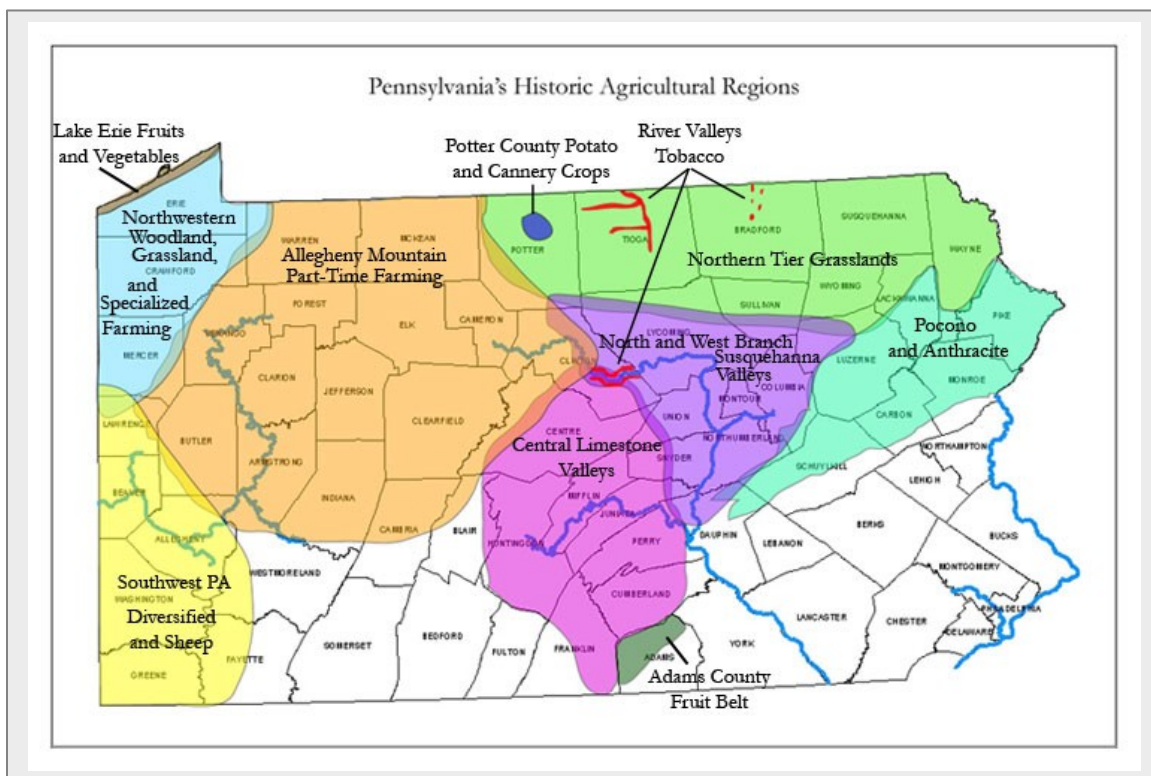 Pennsylvania's Historic Agricultural Regions
Lake Erie Fruits
and Vegetables
Potter County Potato
and Cannery Crops
River Valleys
Tobacco
ERIE
Northwestern
Woodland,
Grassland,
and
Specialized
Farming
CRAWFORD
MERCER
WARREN
MCKEAN
Allegheny Mountain
Part-Time Farming
FOREST
ELK
CAMERON
CLARION
JEFFERSON
CLEARFIELD
BUTLER
ARMSTRONG
INDIANA
CAMBRIA
POTTER
TIOGA
BRADFORD
SUSQUEHANNA
WAYNE
Northern Tier Grasslands
WYOMING
SULLIVAN
LACKAWANNA
PIKE
Pocono
and Anthracite
LUZERNE
MONROE
CARBON
SCHUYLKILL
LYCOMING
North and West Branch
Susquehanna
Valleys
CLINTON
COLUMBIA
MONTOUR
UNION
NORTHUMBERLAND
SNYDER
CENTRE
Central Limestone
Valleys
MIFFLIN
JUNIATA
HUNTINGDON
PERRY
CUMBERLAND
BLAIR
LAWRENCE
BEAVER
ALLEGHENY
Southwest PA
WASHINGTON
Diversified
and Sheep
GREENE
FAYETTE
WESTMORELAND
SOMERSET
BEDFORD
FULTON
FRANKLIN
ADAMS
Adams County
Fruit Belt
YORK
DAUPHIN
LEBANON
LANCASTER
BERKS
LEHIGH
NORTHAMPTON
BUCKS
MONTGOMERY
PHILADELPHIA
CHESTER
DELAWARE